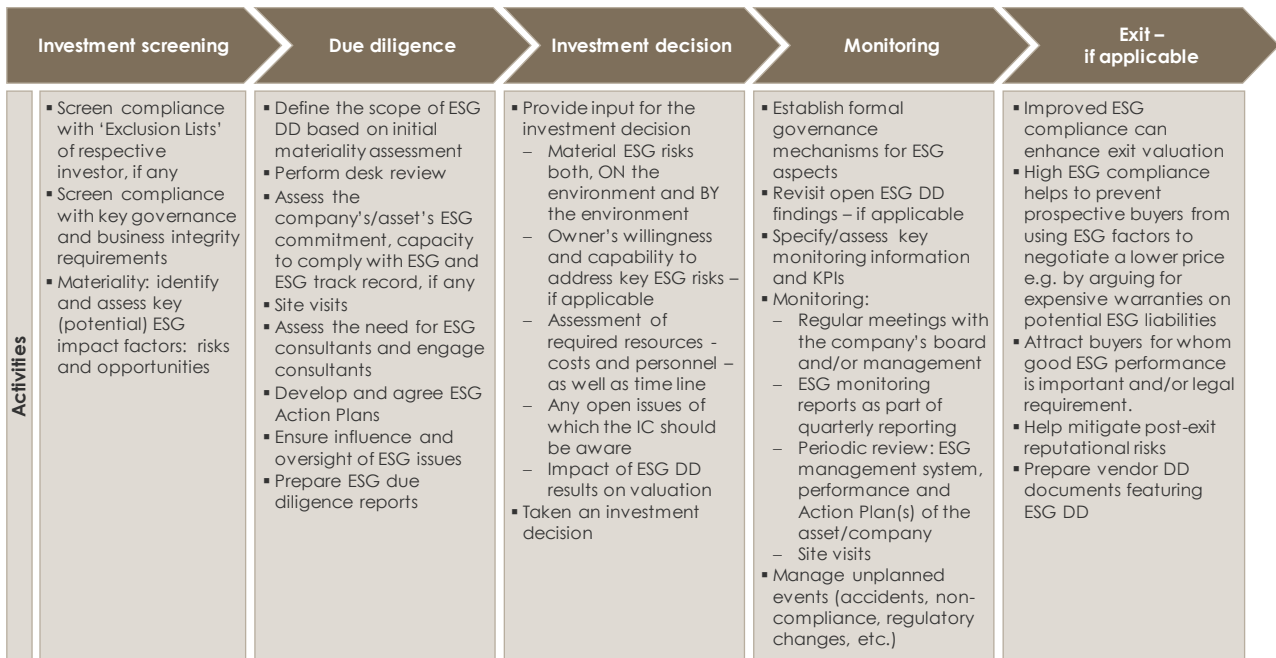 Investment screening
Due diligence
Investment decision
Monitoring
Exit –
if applicable
Activities
▪ Screen compliance
with ‘Exclusion Lists’
of respective
investor, if any
▪ Screen compliance
with key governance
and business integrity
requirements
▪ Materiality: identify
and assess key
(potential) ESG
impact factors: risks
and opportunities
▪ Define the scope of ESG
DD based on initial
materiality assessment
▪ Perform desk review
▪ Assess the
company’s/asset’s ESG
commitment, capacity
to comply with ESG and
ESG track record, if any
▪ Site visits
▪ Assess the need for ESG
consultants and engage
consultants
▪ Develop and agree ESG
Action Plans
▪ Ensure influence and
oversight of ESG issues
▪ Prepare ESG due
diligence reports
▪ Provide input for the
investment decision
– Material ESG risks
both, ON the
environment and BY
the environment
– Owner’s willingness
and capability to
address key ESG risks –
if applicable
– Assessment of
required resources -
costs and personnel –
as well as time line
– Any open issues of
which the IC should
be aware
– Impact of ESG DD
results on valuation
▪ Taken an investment
decision
▪ Establish formal
governance
mechanisms for ESG
aspects
▪ Revisit open ESG DD
findings – if applicable
▪ Specify/assess key
monitoring information
and KPIs
▪ Monitoring:
– Regular meetings with
the company’s board
and/or management
– ESG monitoring
reports as part of
quarterly reporting
– Periodic review: ESG
management system,
performance and
Action Plan(s) of the
asset/company
– Site visits
▪ Manage unplanned
events (accidents, non-
compliance, regulatory
changes, etc.)
▪ Improved ESG
compliance can
enhance exit valuation
▪ High ESG compliance
helps to prevent
prospective buyers from
using ESG factors to
negotiate a lower price
e.g. by arguing for
expensive warranties on
potential ESG liabilities
▪ Attract buyers for whom
good ESG performance
is important and/or legal
requirement.
▪ Help mitigate post-exit
reputational risks
▪ Prepare vendor DD
documents featuring
ESG DD